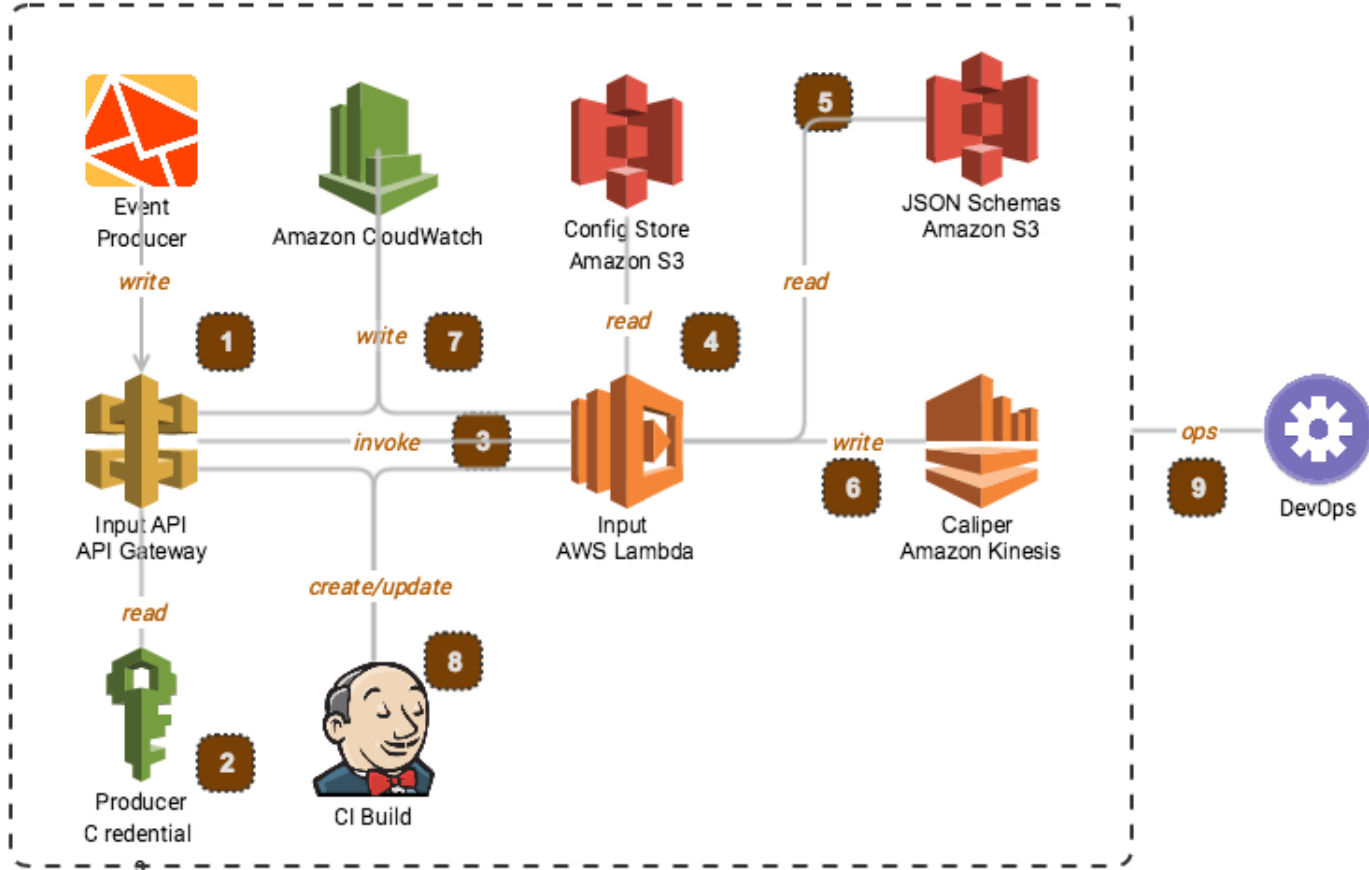 Event
Producer
write
1
Amazon CloudWatch
write
7
Config Store
Amazon S3
read
4
5
JSON Schemas
Amazon S3
read
Input API
API Gateway
invoke
3
Input
AWS Lambda
write
6
Caliper
Amazon Kinesis
ops
9
DevOps
read
create/update
8
2
Producer
C redential
CI Build